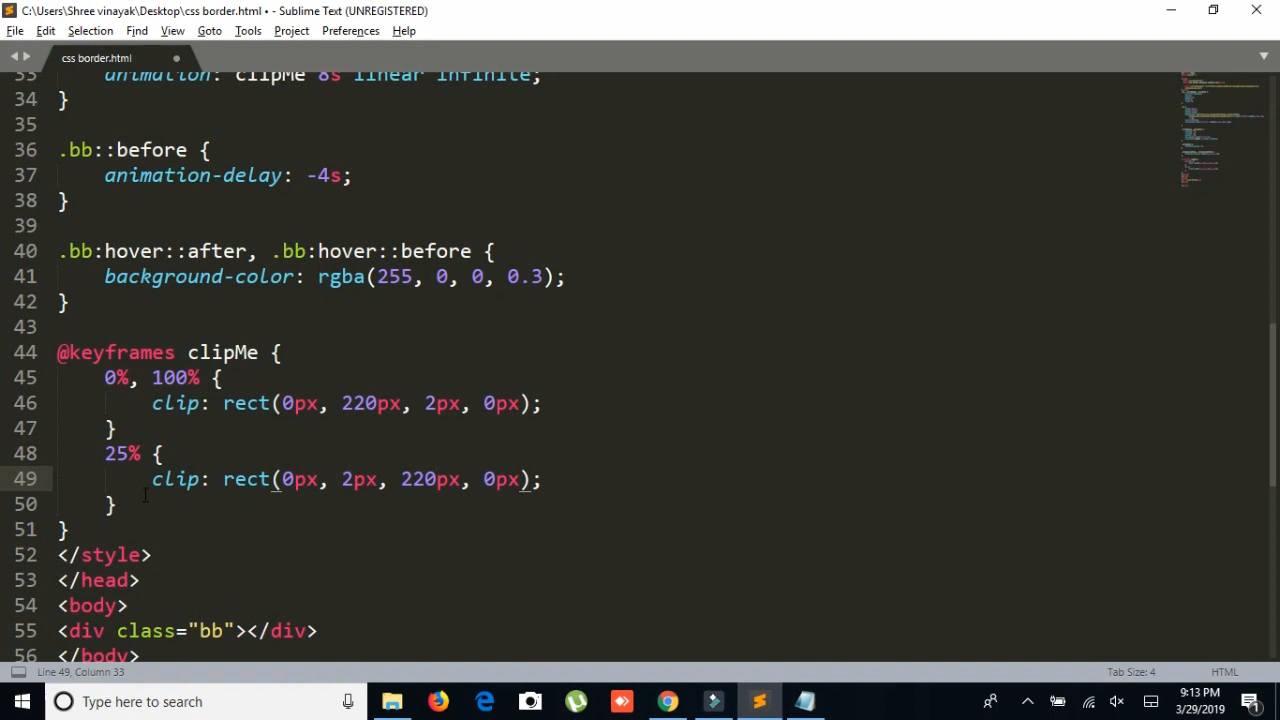 C:\Users\Shree vinayak\Desktop\css border.html • - Sublime Text (UNREGISTERED)
File Edit Selection Find View Goto Tools Project Preferences Help
css border.html
33 animation: clipMe 8s linear infinite;
34 }
35
36 .bb::before {
37 animation-delay: -4s;
38 }
39
40 .bb:hover::after, .bb:hover::before {
41 background-color: rgba(255, 0, 0, 0.3);
42 }
43
44 @keyframes clipMe {
45 0%, 100% {
46 clip: rect(0px, 220px, 2px, 0px);
47 }
48 25% {
49 clip: rect(0px, 2px, 220px, 0px);
50 }
51 }
52 </style>
53 </head>
54 <body>
55 <div class="bb"></div>
56 </body>
Line 49, Column 33 Tab Size: 4 HTML
Type here to search
9:13 PM
3/29/2019
1